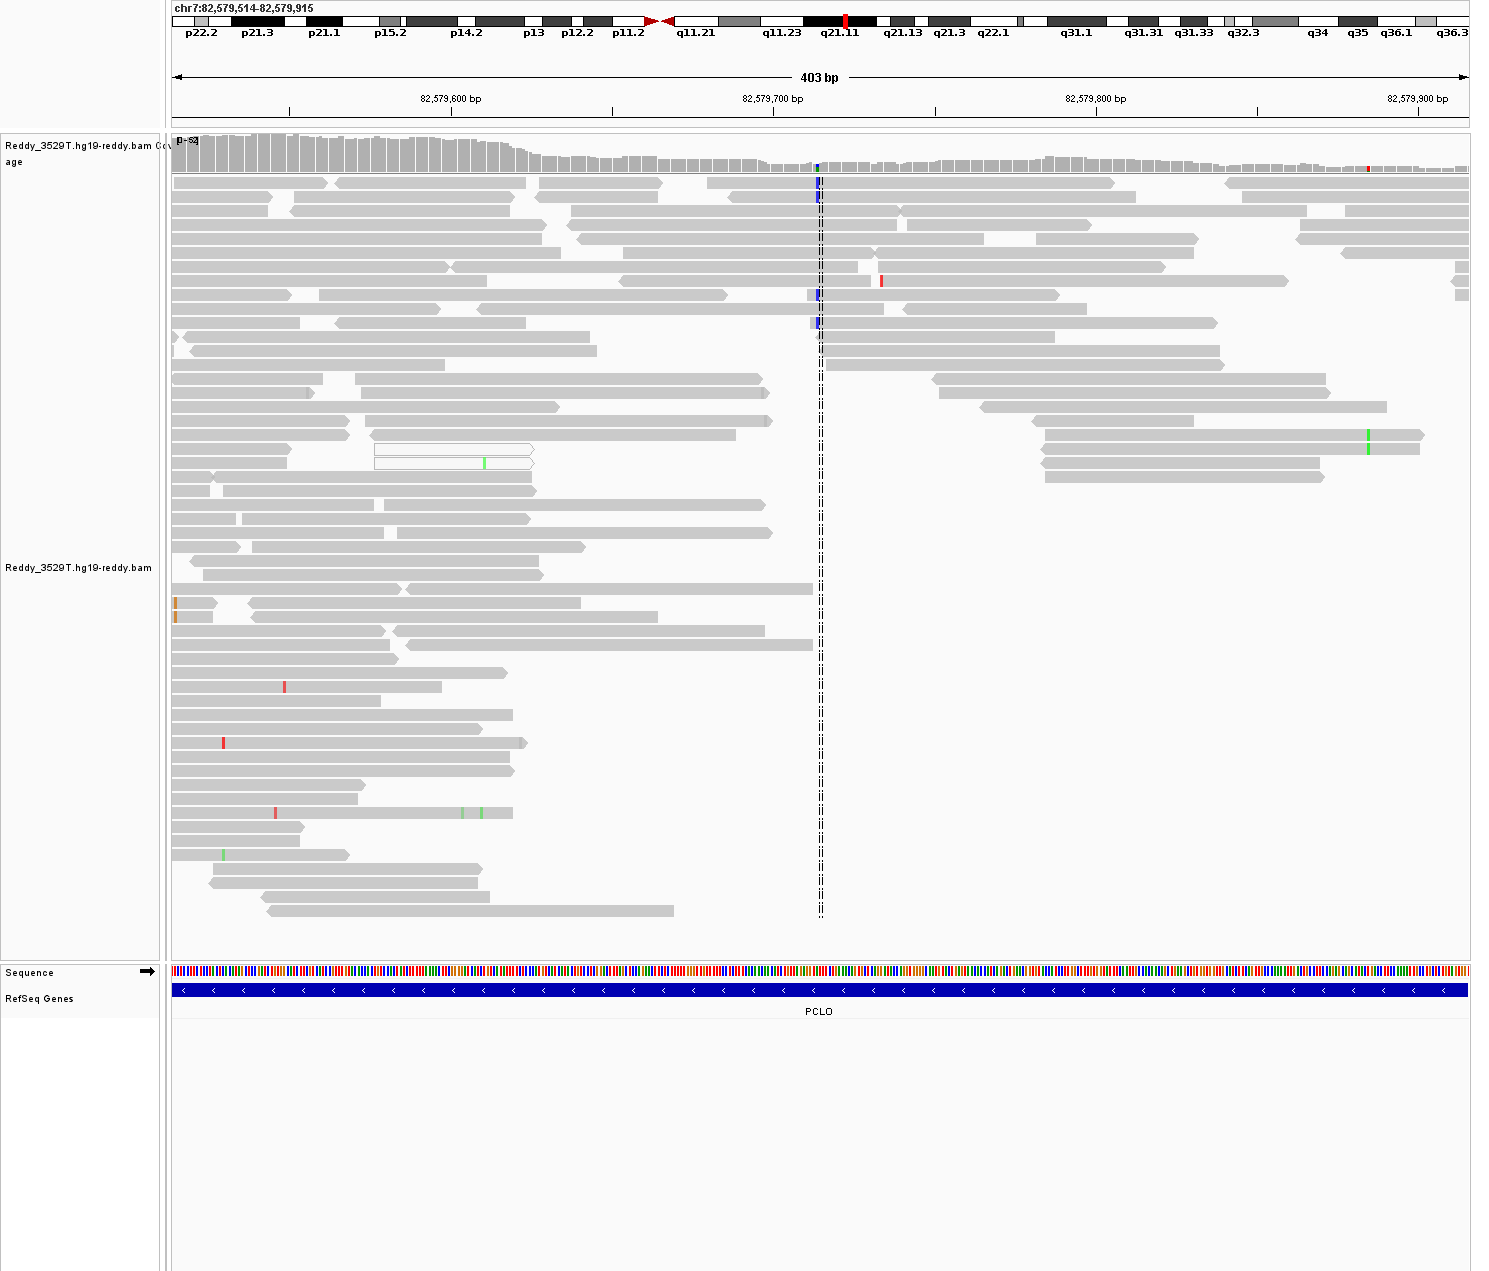 chr7:82,579,514-82,579,915
p22.2 p21.3 p21.1 p15.2 p14.2 p13 p12.2 p11.2 q11.21 q11.23 q21.11 q21.13 q21.3 q22.1 q31.1 q31.31 q31.33 q32.3 q34 q35 q36.1 q36.3
403 bp
82,579,600 bp 82,579,700 bp 82,579,800 bp 82,579,900 bp
[0 - 62]
Reddy_3529T.hg19-reddy.bam Cov
age
Reddy_3529T.hg19-reddy.bam
Sequence
RefSeq Genes
PCLO